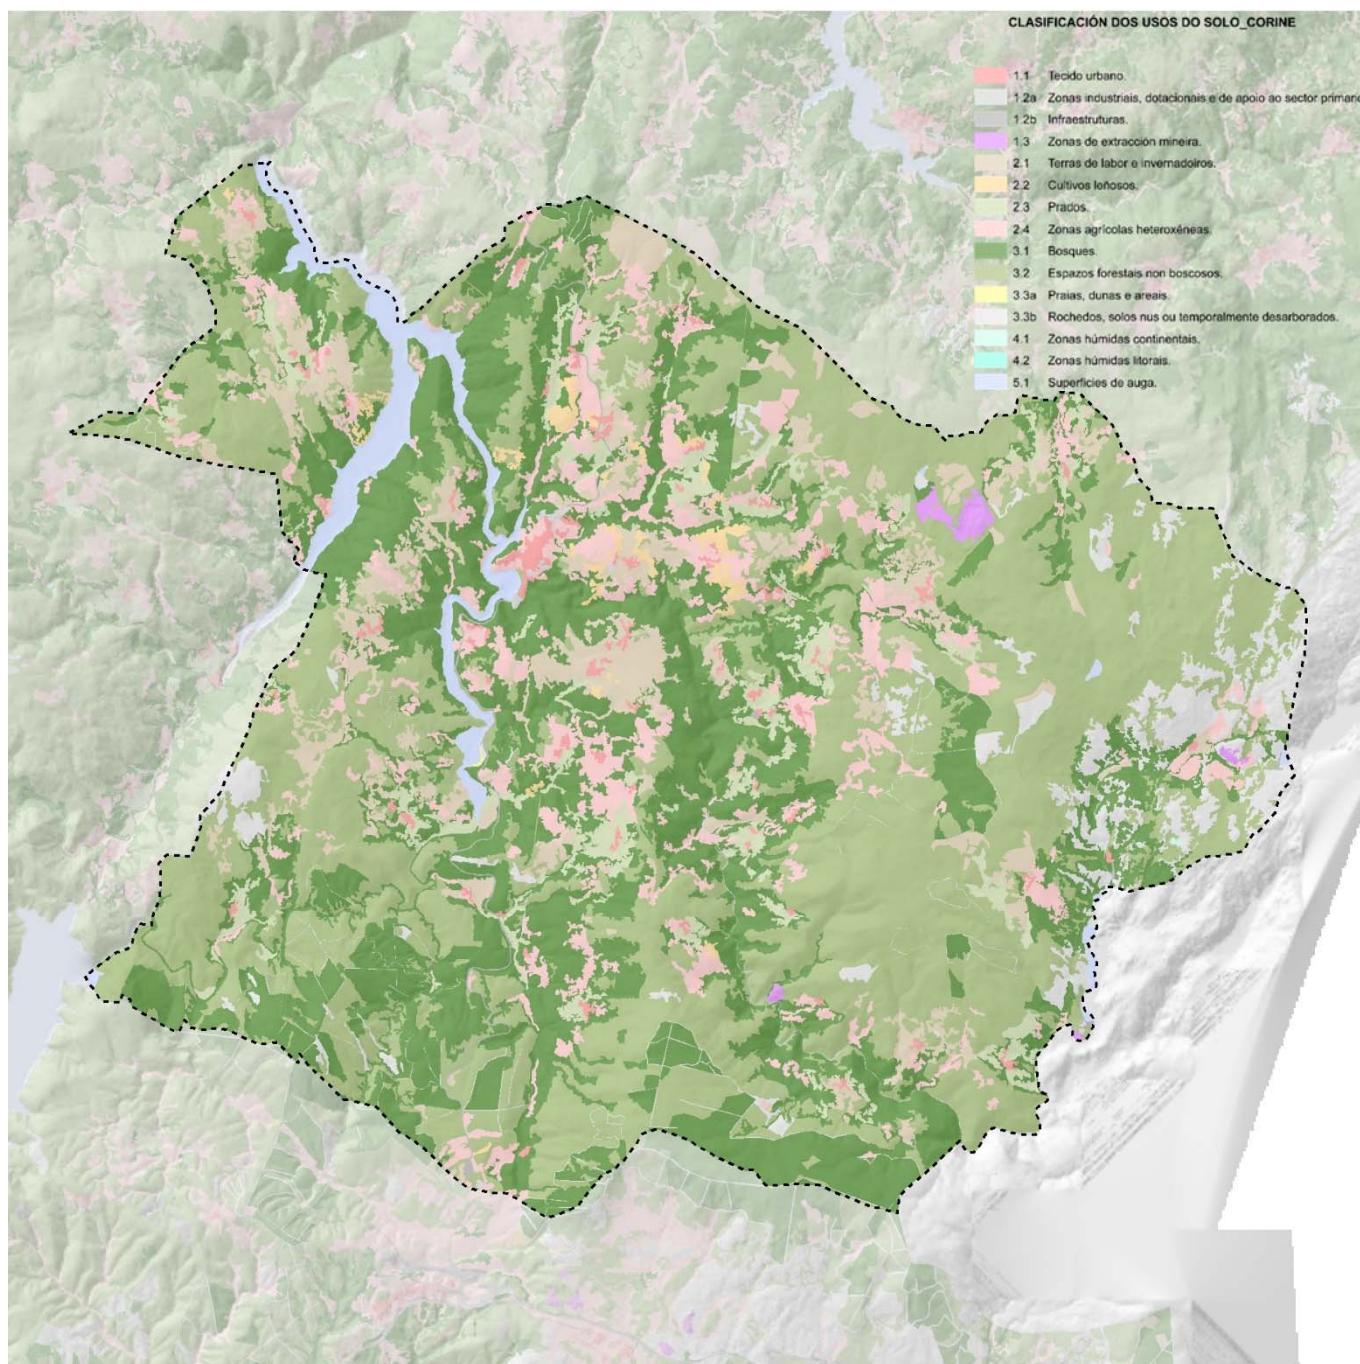 CLASIFICACIÓN DOS USOS DO SOLO_CORINE
1.1 Tecido urbano.
1.2a Zonas industriais, dotacionais e de apoio ao sector primario
1.2b Infraestruturas.
1.3 Zonas de extracción mineira.
2.1 Terras de labor e invernadoiros.
2.2 Cultivos leñosos.
2.3 Prados.
2.4 Zonas agrícolas heteroxéneas.
3.1 Bosques.
3.2 Espazos forestais non boscosos.
3.3a Praias, dunas e areais.
3.3b Rochedos, solos nus ou temporalmente desarborados.
4.1 Zonas húmidas continentais.
4.2 Zonas húmidas litorais.
5.1 Superficies de auga.